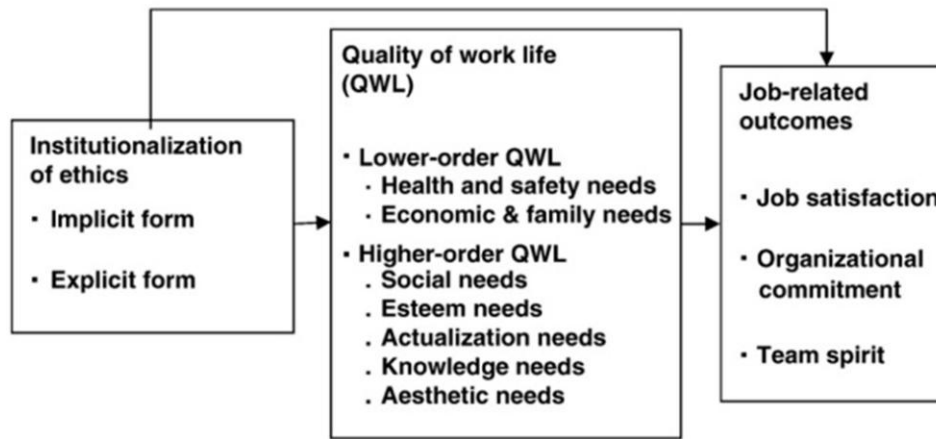 Institutionalization
of ethics
· Implicit form
· Explicit form
Quality of work life
(QWL)
· Lower-order QWL
· Health and safety needs
· Economic & family needs
· Higher-order QWL
. Social needs
. Esteem needs
. Actualization needs
. Knowledge needs
. Aesthetic needs
Job-related
outcomes
· Job satisfaction
· Organizational
commitment
· Team spirit